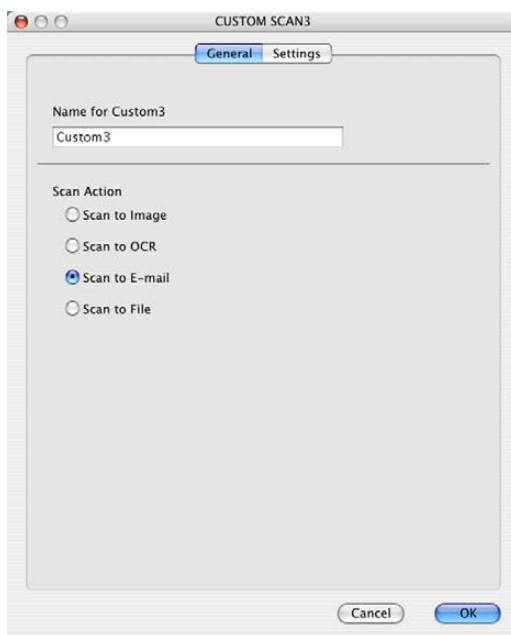 CUSTOM SCAN3
General Settings
Name for Custom3
Custom3
Scan Action
Scan to Image
Scan to OCR
Scan to E-mail
Scan to File
Cancel OK